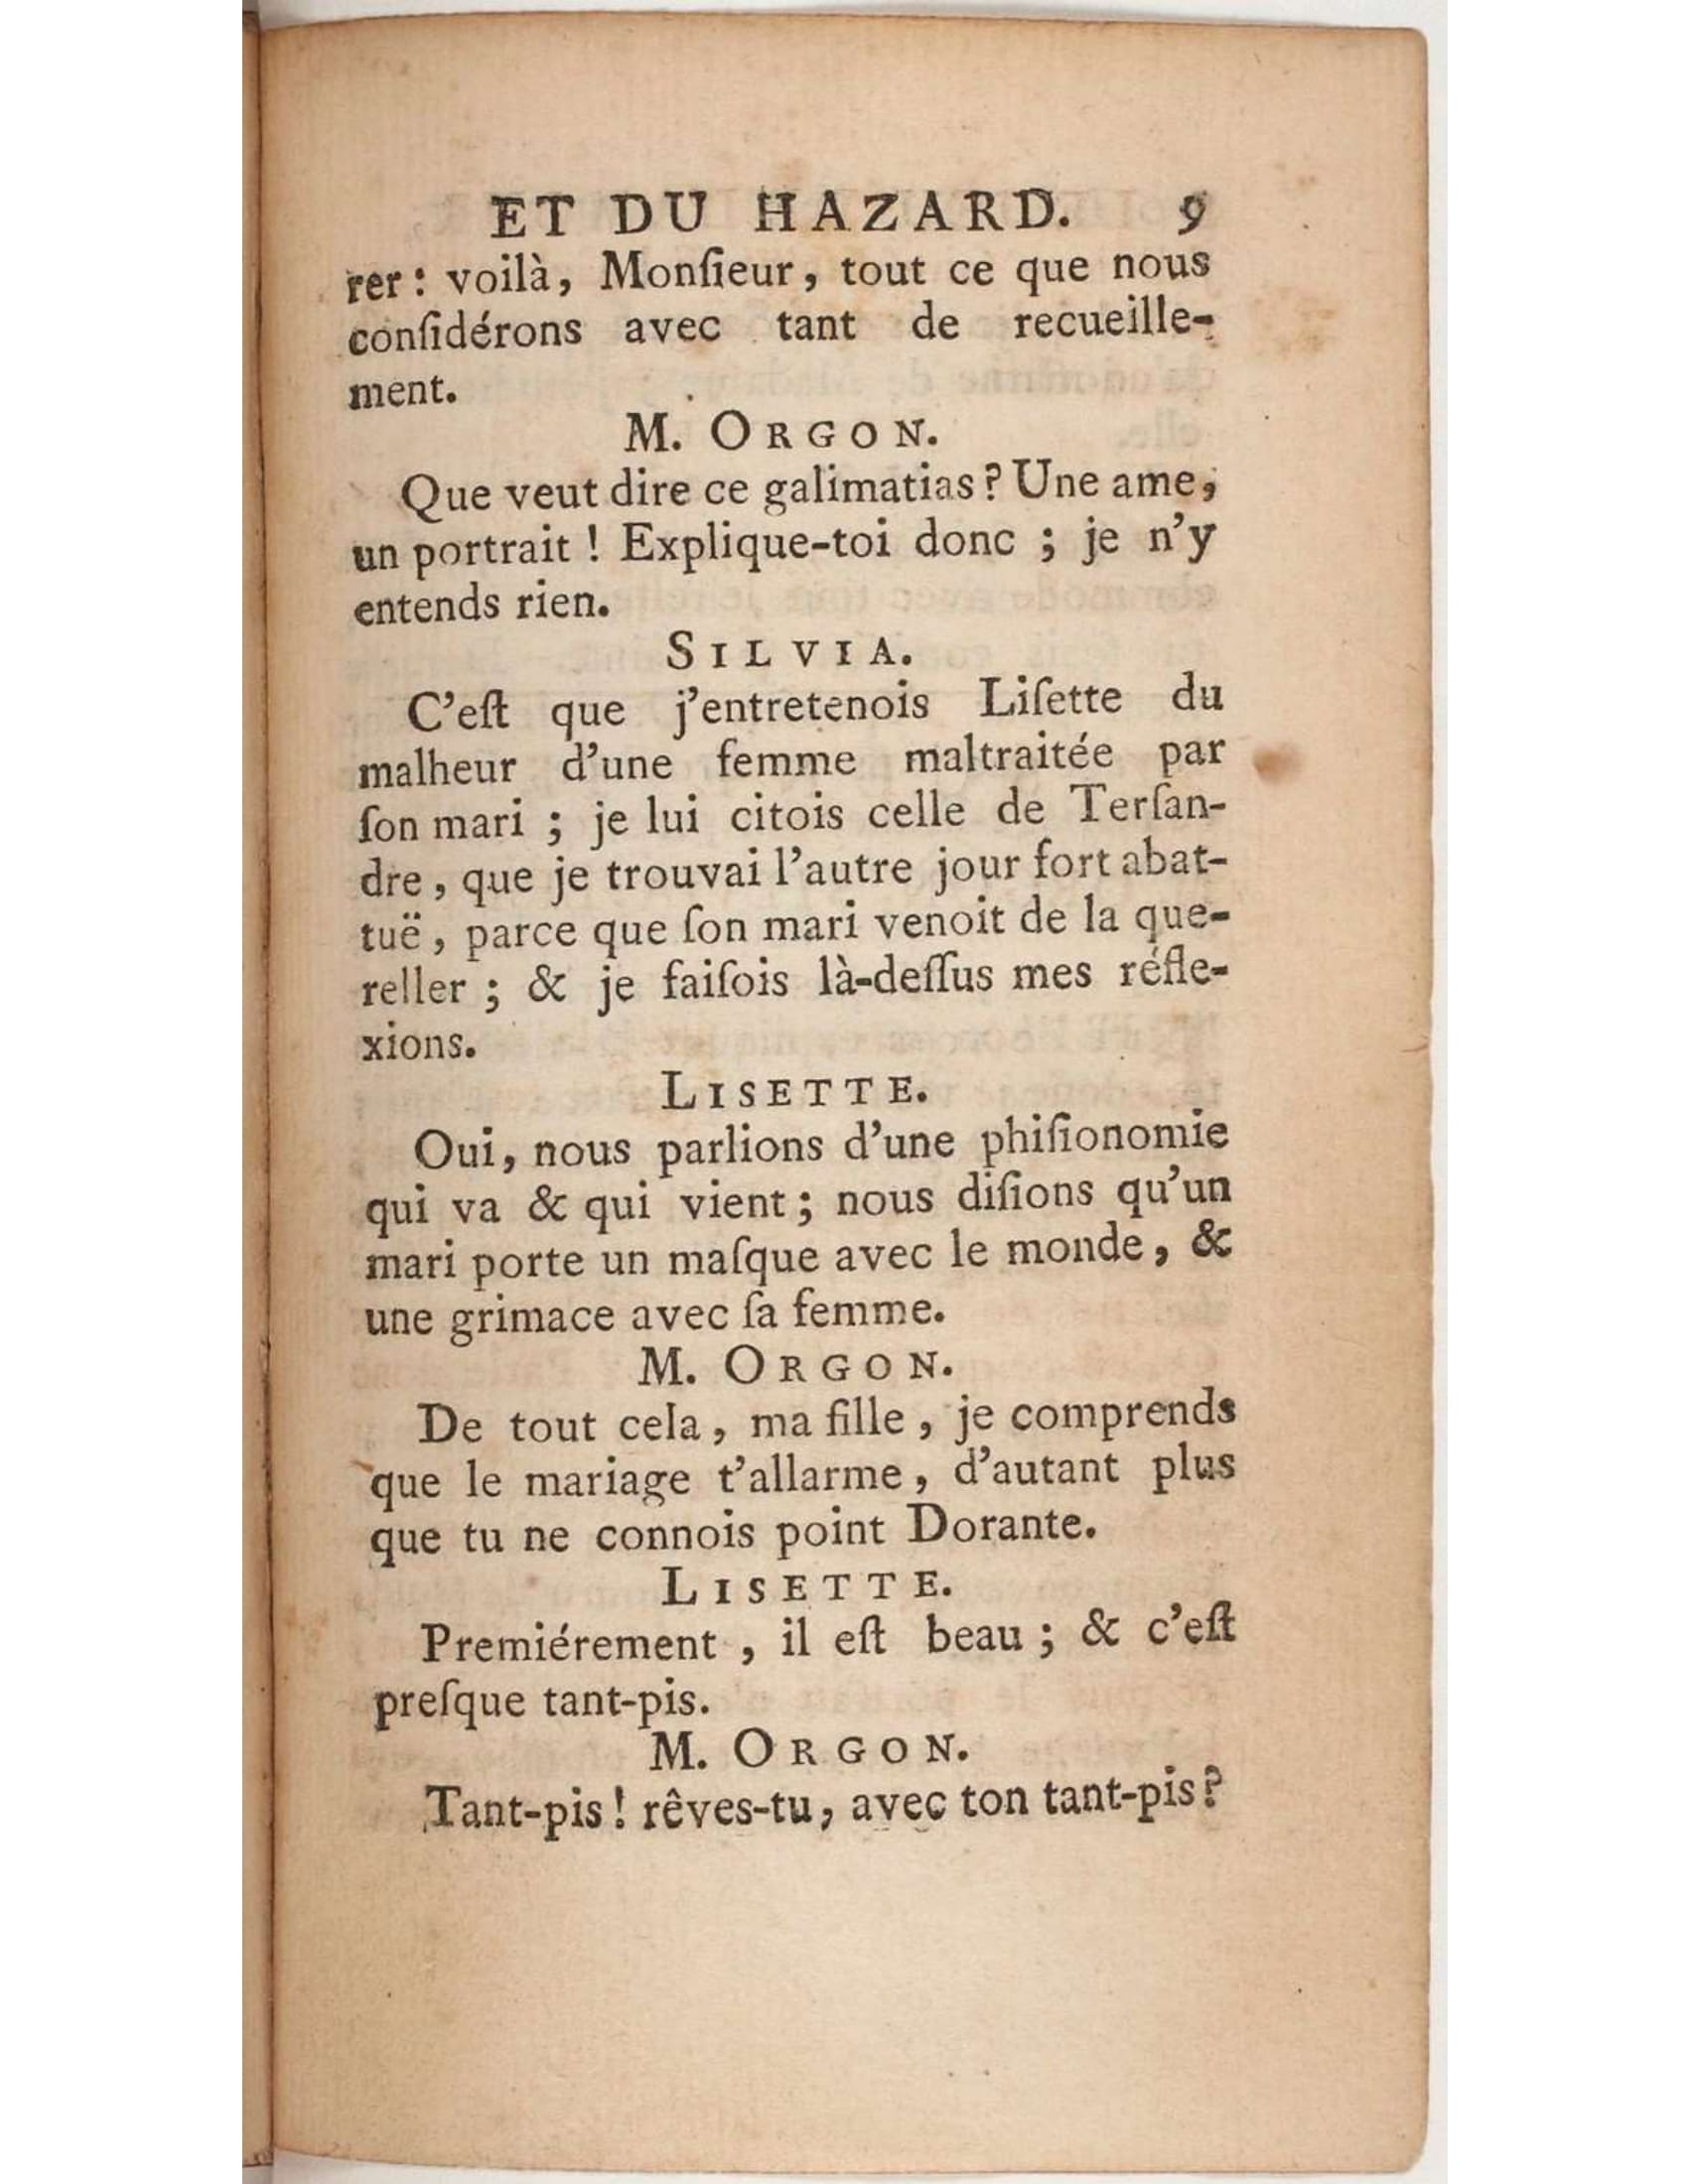 ET DU HAZARD. 9
rer : voilà, Monſieur, tout ce que nous
conſidérons avec tant de recueille-
ment.
M. ORGON.
Que veut dire ce galimatias ? Une ame,
un portrait ! Explique-toi donc ; je n'y
entends rien.
SILVIA.
C'eſt que j'entretenois Liſette du
malheur d'une femme maltraitée par
ſon mari ; je lui citois celle de Terſan-
dre, que je trouvai l'autre jour fort abat-
tuë, parce que ſon mari venoit de la que-
reller ; & je faiſois là-deſſus mes réfle-
xions.
LISETTE.
Oui, nous parlions d'une phiſionomie
qui va & qui vient ; nous diſions qu'un
mari porte un maſque avec le monde, &
une grimace avec ſa femme.
M. ORGON.
De tout cela, ma fille, je comprends
que le mariage t'allarme, d'autant plus
que tu ne connois point Dorante.
LISETTE.
Premiérement, il eſt beau ; & c'eſt
preſque tant-pis.
M. ORGON.
Tant-pis ! rêves-tu, avec ton tant-pis ?